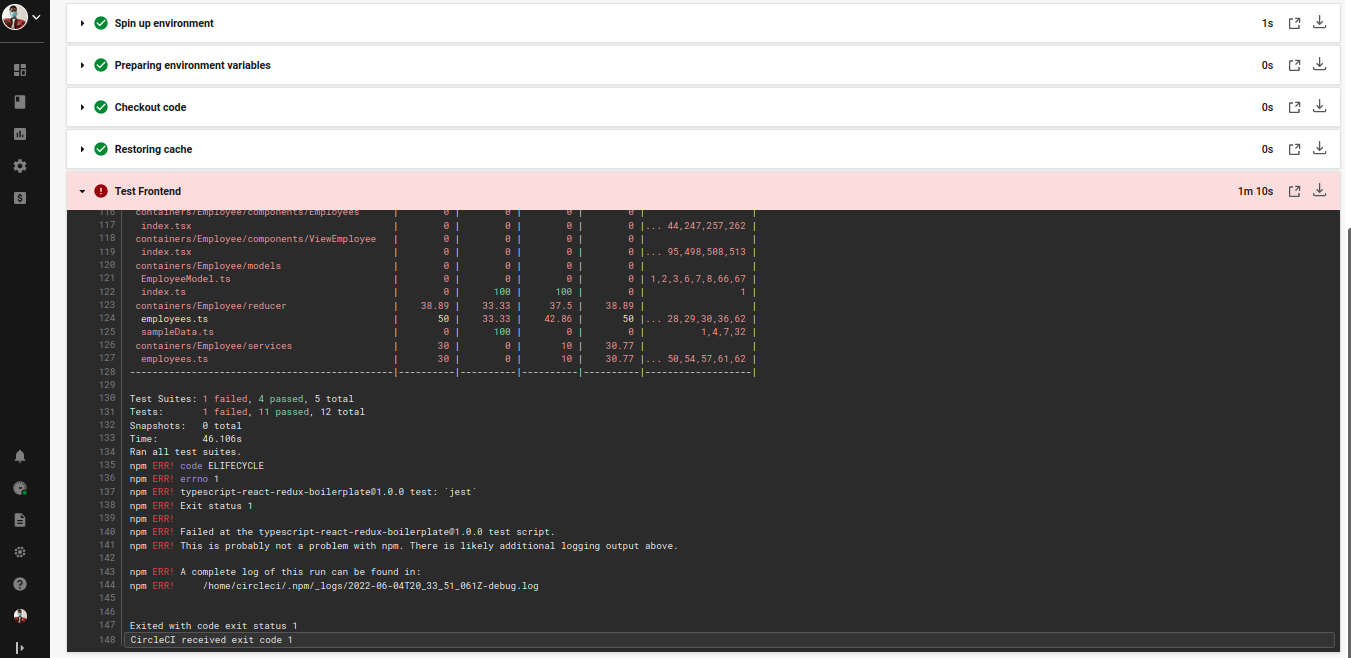 Spin up environment 1s
Preparing environment variables 0s
Checkout code 0s
Restoring cache 0s
Test Frontend 1m 10s
116 containers/Employee/components/Employees | 0 | 0 | 0 | 0 | |
117 index.tsx | 0 | 0 | 0 | 0 |... 44,247,257,262 |
118 containers/Employee/components/ViewEmployee | 0 | 0 | 0 | 0 | |
119 index.tsx | 0 | 0 | 0 | 0 |... 95,498,508,513 |
120 containers/Employee/models | 0 | 0 | 0 | 0 | |
121 EmployeeModel.ts | 0 | 0 | 0 | 0 | 1,2,3,6,7,8,66,67 |
122 index.ts | 0 | 100 | 100 | 0 | 1 |
123 containers/Employee/reducer | 38.89 | 33.33 | 37.5 | 38.89 | |
124 employees.ts | 50 | 33.33 | 42.86 | 50 |... 28,29,30,36,62 |
125 sampleData.ts | 0 | 100 | 0 | 0 | 1,4,7,32 |
126 containers/Employee/services | 30 | 0 | 10 | 30.77 | |
127 employees.ts | 30 | 0 | 10 | 30.77 |... 50,54,57,61,62 |
128 -----------------------------------------------|----------|----------|----------|----------|-------------------|
129
130 Test Suites: 1 failed, 4 passed, 5 total
131 Tests: 1 failed, 11 passed, 12 total
132 Snapshots: 0 total
133 Time: 46.106s
134 Ran all test suites.
135 npm ERR! code ELIFECYCLE
136 npm ERR! errno 1
137 npm ERR! typescript-react-redux-boilerplate@1.0.0 test: `jest`
138 npm ERR! Exit status 1
139 npm ERR!
140 npm ERR! Failed at the typescript-react-redux-boilerplate@1.0.0 test script.
141 npm ERR! This is probably not a problem with npm. There is likely additional logging output above.
142
143 npm ERR! A complete log of this run can be found in:
144 npm ERR! /home/circleci/.npm/_logs/2022-06-04T20_33_51_061Z-debug.log
145
146
147 Exited with code exit status 1
148 CircleCI received exit code 1